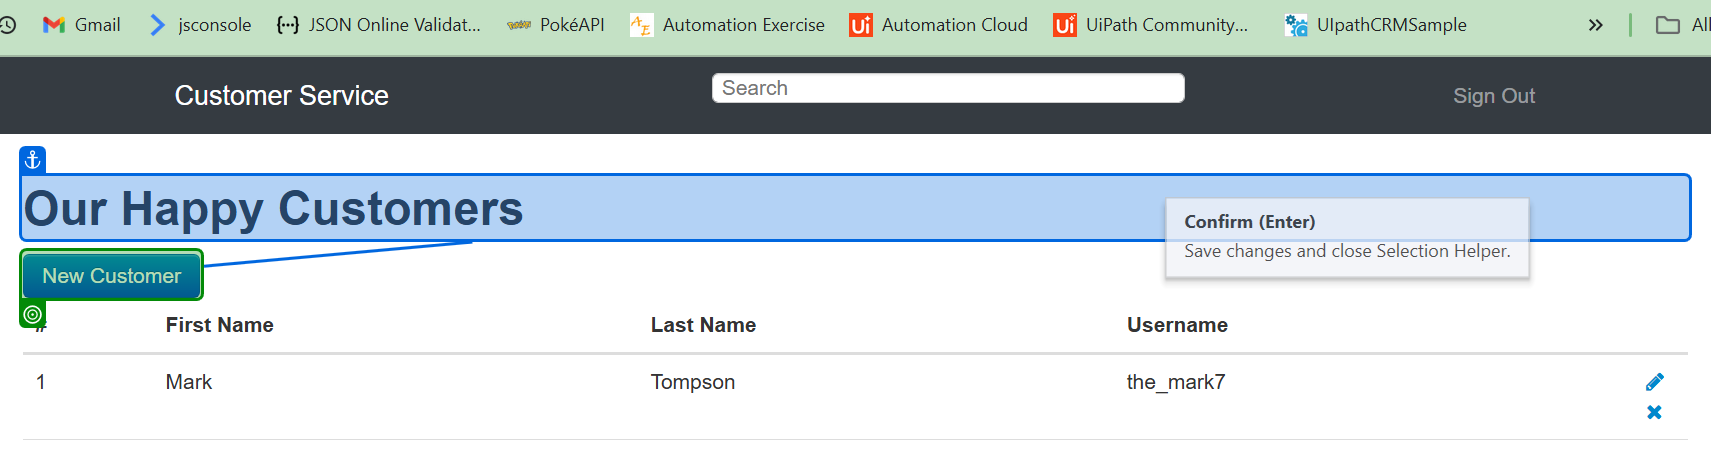 Gmail jsconsole JSON Online Validat... PokéAPI Automation Exercise Automation Cloud UiPath Community... UIpathCRMSample » All
Customer Service Search Sign Out
Our Happy Customers
Confirm (Enter)
Save changes and close Selection Helper.
New Customer
# First Name Last Name Username
1 Mark Tompson the_mark7